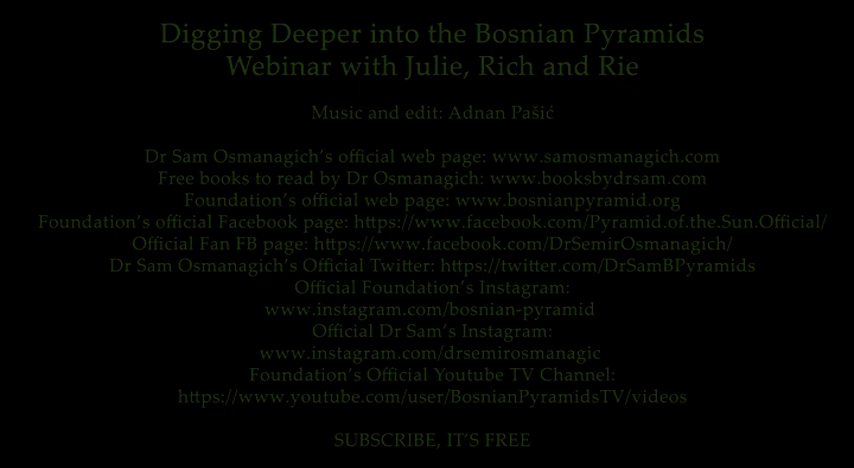 Digging Deeper into the Bosnian Pyramids
Webinar with Julie, Rich and Rie
Music and edit: Adnan Pašić
Dr Sam Osmanagich's official web page: www.samosmanagich.com
Free books to read by Dr Osmanagich: www.booksbydrsam.com
Foundation's official web page: www.bosnianpyramid.org
Foundation's official Facebook page: https://www.facebook.com/Pyramid.of.the.Sun.Official/
Official Fan FB page: https://www.facebook.com/DrSemirOsmanagich/
Dr Sam Osmanagich's Official Twitter: https://twitter.com/DrSamBPyramids
Official Foundation's Instagram:
www.instagram.com/bosnian-pyramid
Official Dr Sam's Instagram:
www.instagram.com/drsemirosmanagic
Foundation's Official Youtube TV Channel:
https://www.youtube.com/user/BosnianPyramidsTV/videos
SUBSCRIBE, IT'S FREE